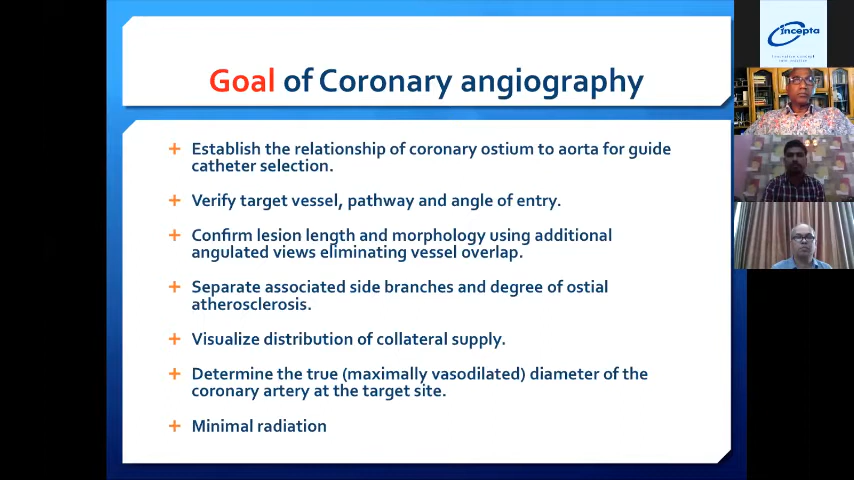 Goal of Coronary angiography
+ Establish the relationship of coronary ostium to aorta for guide
catheter selection.
+ Verify target vessel, pathway and angle of entry.
+ Confirm lesion length and morphology using additional
angulated views eliminating vessel overlap.
+ Separate associated side branches and degree of ostial
atherosclerosis.
+ Visualize distribution of collateral supply.
+ Determine the true (maximally vasodilated) diameter of the
coronary artery at the target site.
+ Minimal radiation
incepta